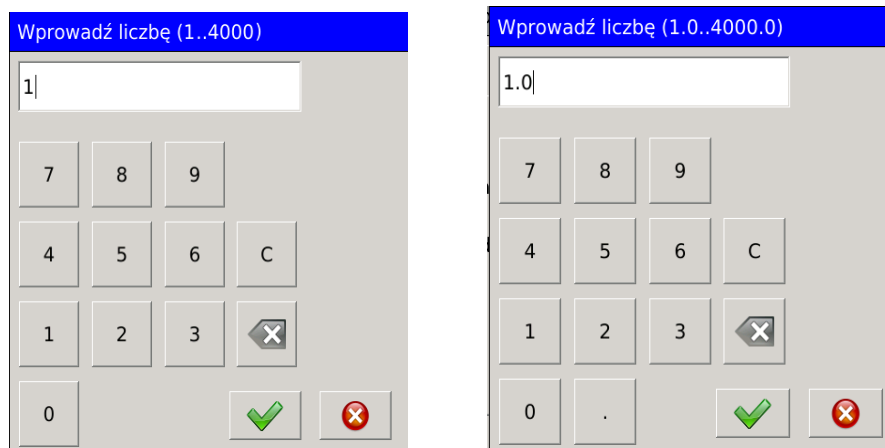 Wprowadź liczbę (1..4000)
1
7 8 9
4 5 6 C
1 2 3
0
Wprowadź liczbę (1.0..4000.0)
1.0
7 8 9
4 5 6 C
1 2 3
0 .